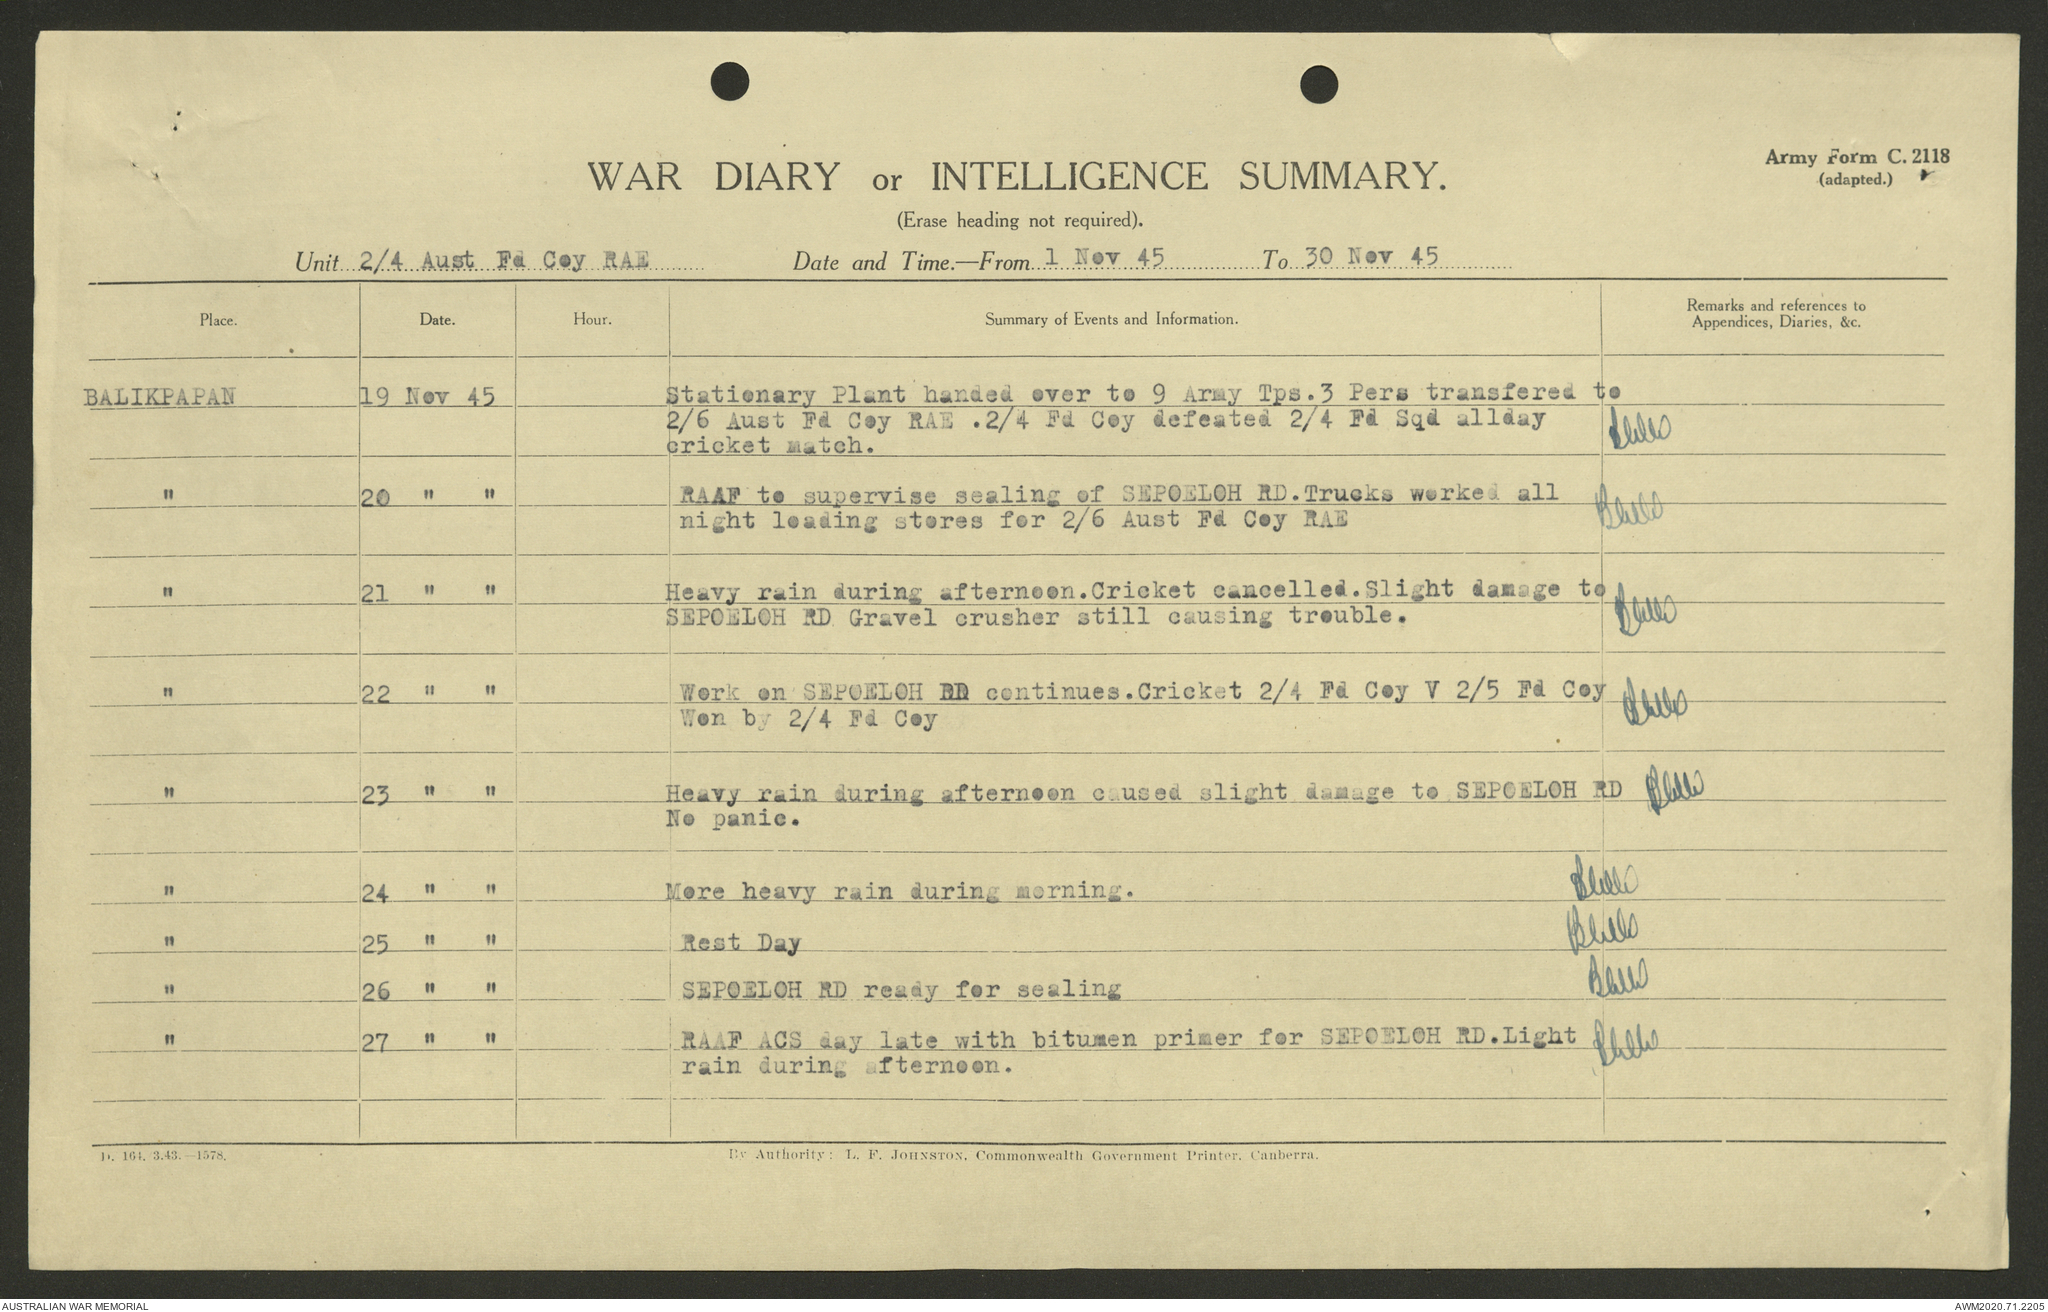 WAR DIARY or INTELLIGENCE SUMMARY.
Army Form C. 2118
(adapted.)
(Erase heading not required).
Unit 2/4 Aust Fd Coy RAE Date and Time.—From 1 Nov 45 To 30 Nov 45
Place. Date. Hour. Summary of Events and Information. Remarks and references to
Appendices, Diaries, &c.
BALIKPAPAN 19 Nov 45 Stationary Plant handed over to 9 Army Tps.3 Pers transfered to
2/6 Aust Fd Coy RAE .2/4 Fd Coy defeated 2/4 Fd Sqd allday
cricket match.
" 20 " " RAAF to supervise sealing of SEPOELOH RD.Trucks worked all
night loading stores for 2/6 Aust Fd Coy RAE
" 21 " " Heavy rain during afternoon.Cricket cancelled.Slight damage to
SEPOELOH RD Gravel crusher still causing trouble.
" 22 " " Work on SEPOELOH RD continues.Cricket 2/4 Fd Coy V 2/5 Fd Coy
Won by 2/4 Fd Coy
" 23 " " Heavy rain during afternoon caused slight damage to SEPOELOH RD
No panic.
" 24 " " More heavy rain during morning.
" 25 " " Rest Day
" 26 " " SEPOELOH RD ready for sealing
" 27 " " RAAF ACS day late with bitumen primer for SEPOELOH RD.Light
rain during afternoon.
D. 164. 3.43.—1578.
By Authority: L. F. JOHNSTON, Commonwealth Government Printer, Canberra.
AUSTRALIAN WAR MEMORIAL
AWM2020.71.2205